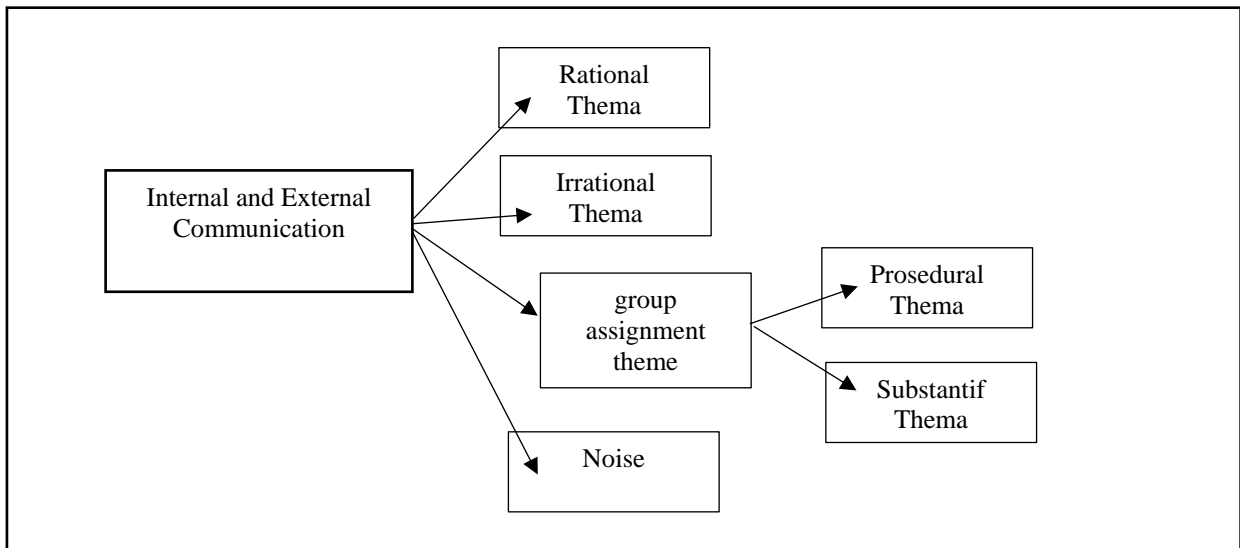 Rational
Thema
Internal and External
Communication
Irrational
Thema
group
assignment
theme
Prosedural
Thema
Substantif
Thema
Noise